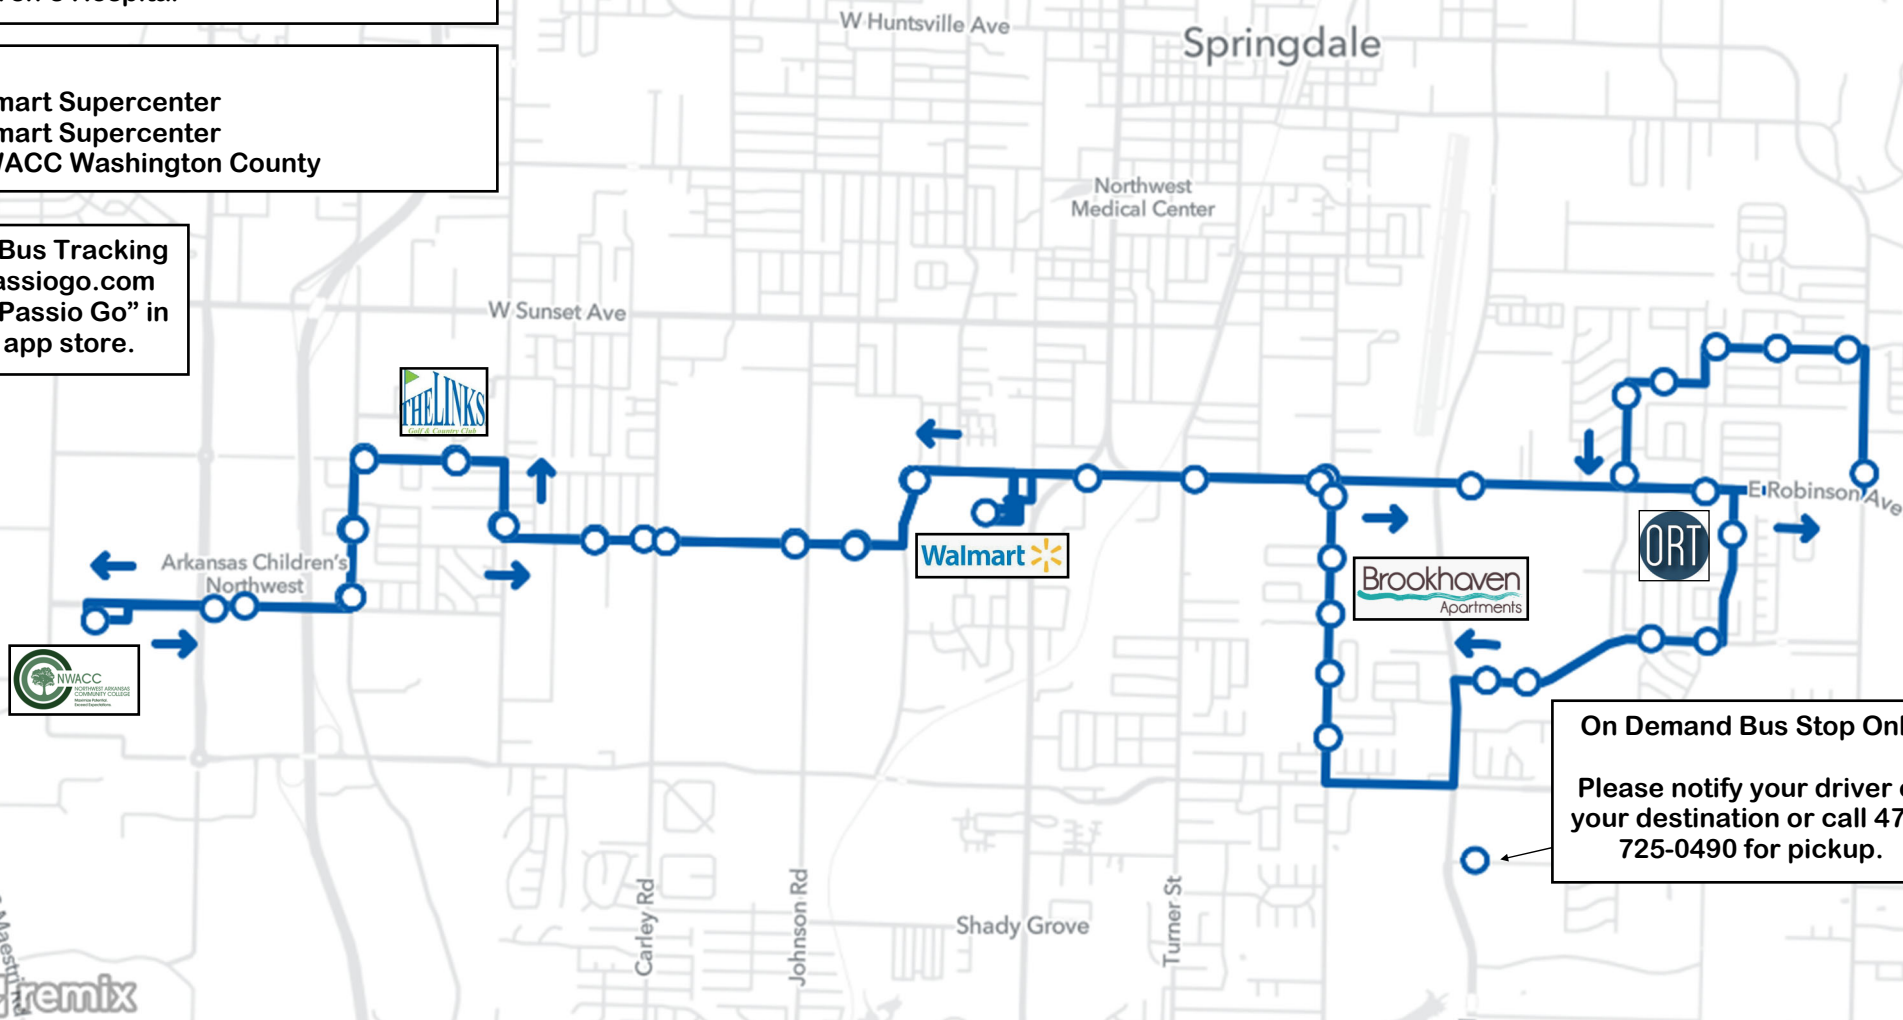 W Huntsville Ave
Springdale
mart Supercenter
mart Supercenter
WACC Washington County
Northwest
Medical Center
Bus Tracking
assiogo.com
Passio Go” in
app store.
W Sunset Ave
THE LINKS
Golf & Country Club
E Robinson Ave
Arkansas Children's
Northwest
Walmart
ORT
Brookhaven
Apartments
NWACC
NORTHWEST ARKANSAS
COMMUNITY COLLEGE
On Demand Bus Stop Onl
Please notify your driver
your destination or call 47
725-0490 for pickup.
Carley Rd
Johnson Rd
Turner St
Shady Grove
remix